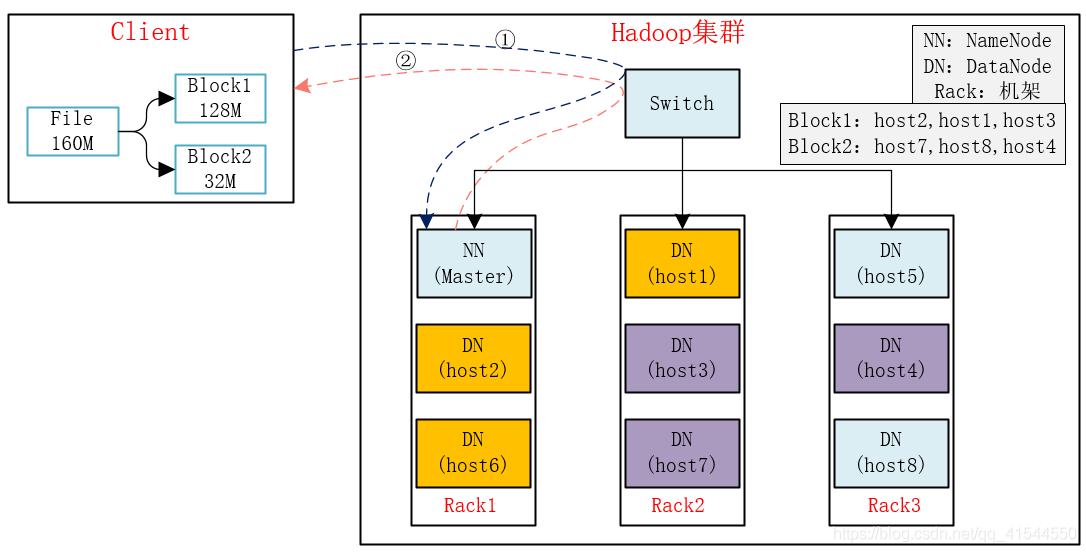 Client
File
160M
Block1
128M
Block2
32M
①
②
Hadoop集群
NN: NameNode
DN: DataNode
Rack: 机架
Block1: host2,host1,host3
Block2: host7,host8,host4
Switch
NN
(Master)
DN
(host2)
DN
(host6)
Rack1
DN
(host1)
DN
(host3)
DN
(host7)
Rack2
DN
(host5)
DN
(host4)
DN
(host8)
Rack3
https://blog.csdn.net/qq_41544550